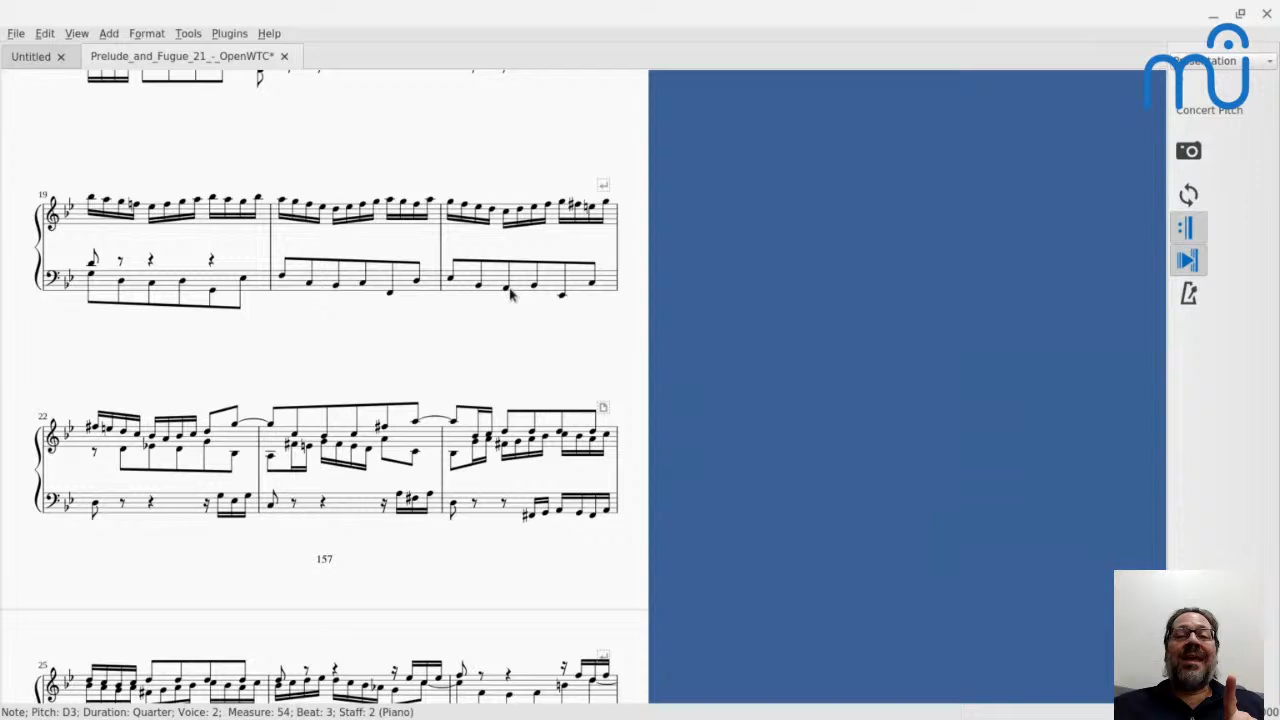 File Edit View Add Format Tools Plugins Help
Untitled
Prelude_and_Fugue_21_-_OpenWTC*
Concert Pitch
19
22
157
25
Note; Pitch: D3; Duration: Quarter; Voice: 2; Measure: 54; Beat: 3; Staff: 2 (Piano)